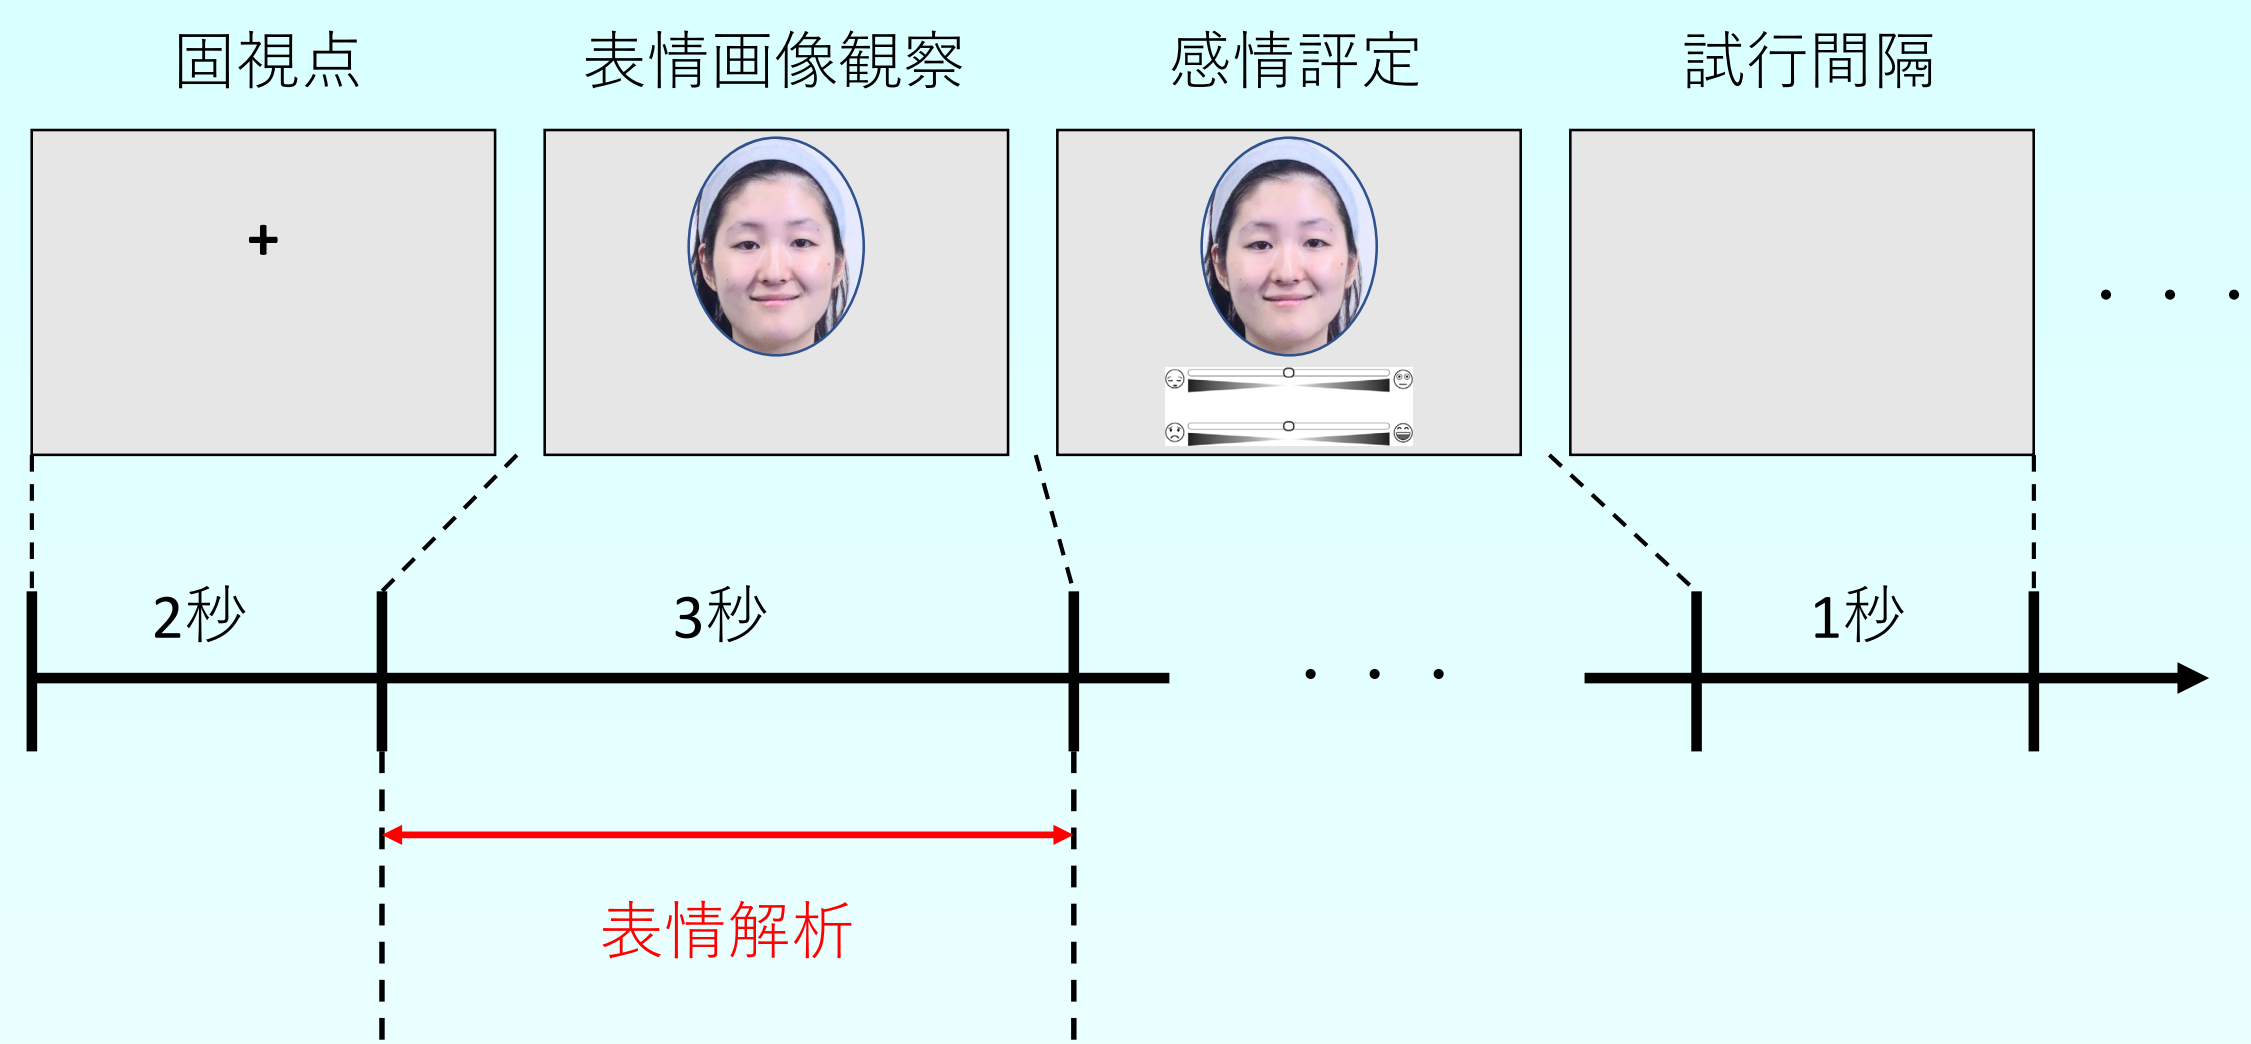 固視点
表情画像観察
感情評定
試行間隔
+
・・・
2秒
3秒
・・・
1秒
表情解析